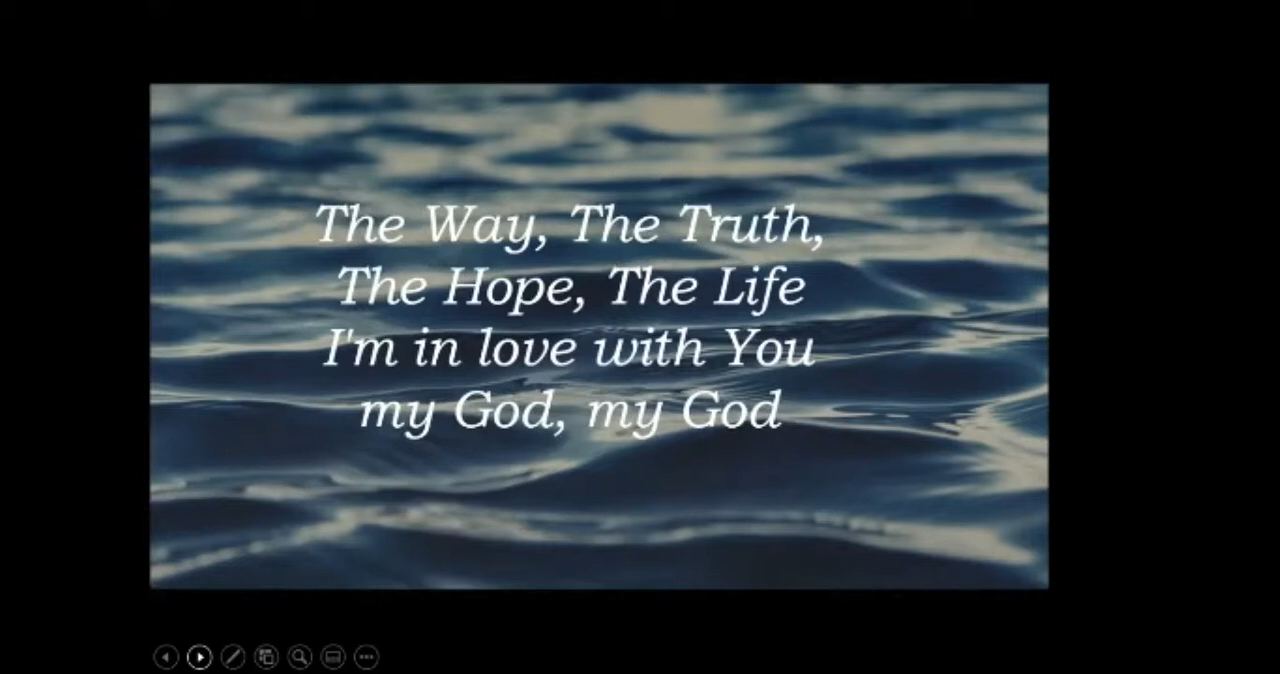 The Way, The Truth,
The Hope, The Life
I'm in love with You
my God, my God